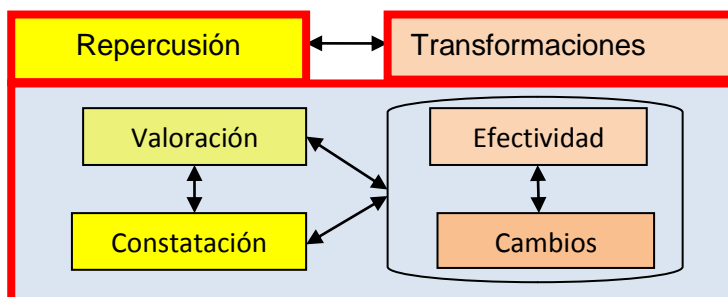 Repercusión
Transformaciones
Valoración
Efectividad
Constatación
Cambios